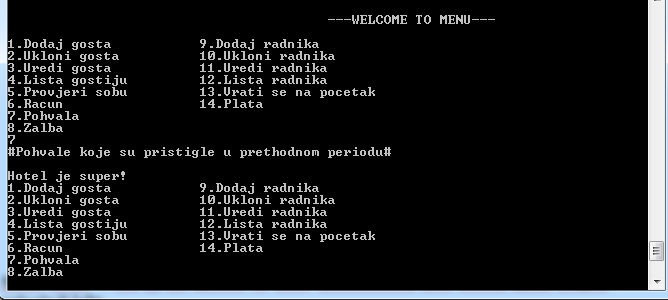 ---WELCOME TO MENU---
1.Dodaj gosta 9.Dodaj radnika
2.Ukloni gosta 10.Ukloni radnika
3.Uredi gosta 11.Uredi radnika
4.Lista gostiju 12.Lista radnika
5.Provjeri sobu 13.Vrati se na pocetak
6.Racun 14.Plata
7.Pohvala
8.Zalba
7
#Pohvale koje su pristigle u prethodnom periodu#
Hotel je super!
1.Dodaj gosta 9.Dodaj radnika
2.Ukloni gosta 10.Ukloni radnika
3.Uredi gosta 11.Uredi radnika
4.Lista gostiju 12.Lista radnika
5.Provjeri sobu 13.Vrati se na pocetak
6.Racun 14.Plata
7.Pohvala
8.Zalba